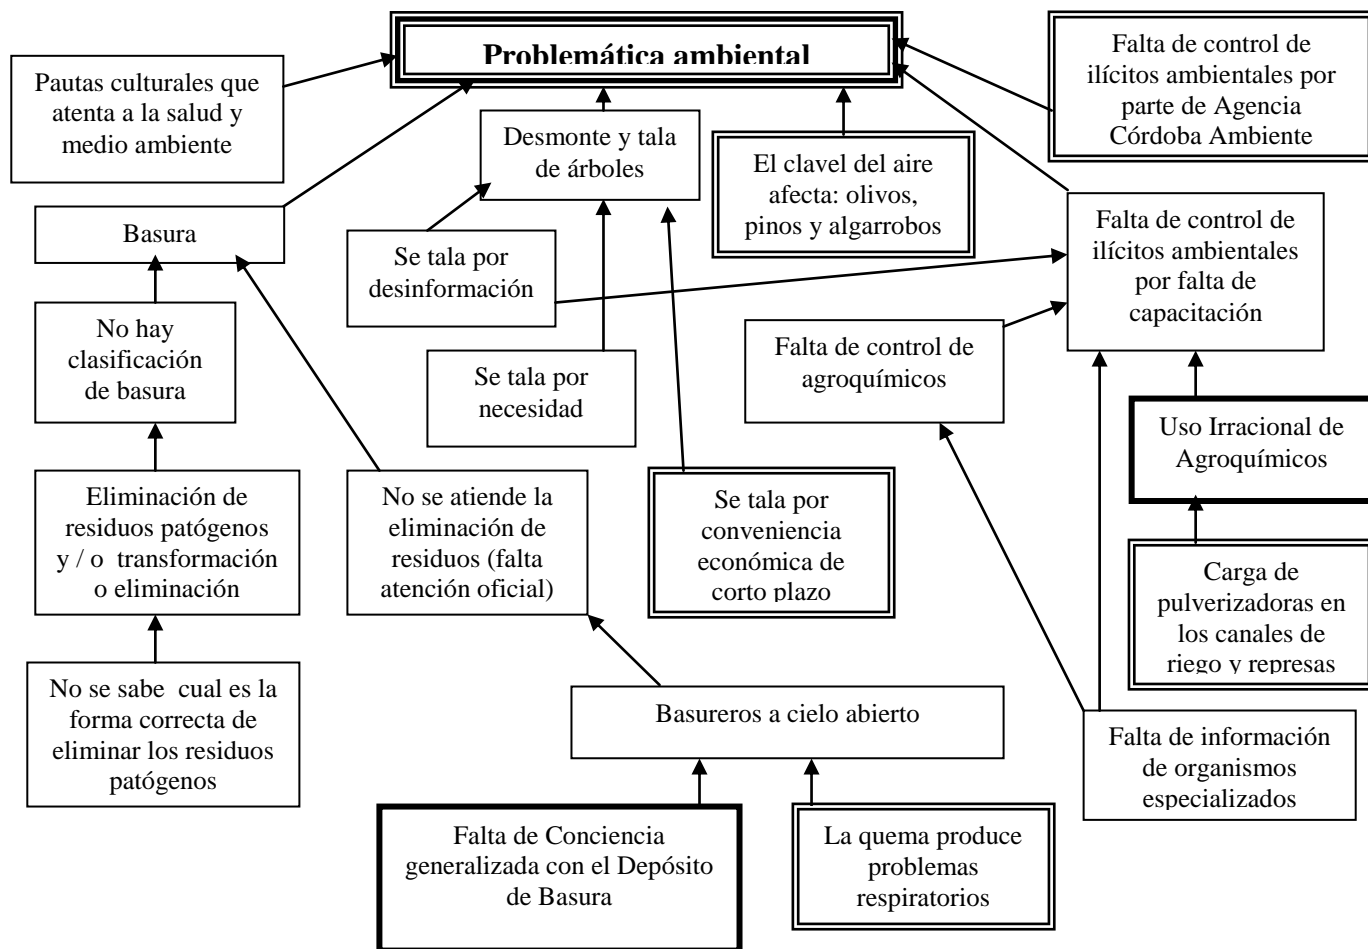 Problemática ambiental
Falta de control de
ilícitos ambientales por
parte de Agencia
Córdoba Ambiente
Pautas culturales que
atenta a la salud y
medio ambiente
Desmonte y tala
de árboles
El clavel del aire
afecta: olivos,
pinos y algarrobos
Basura
Se tala por
desinformación
Falta de control de
ilícitos ambientales
por falta de
capacitación
No hay
clasificación
de basura
Se tala por
necesidad
Falta de control de
agroquímicos
Uso Irracional de
Agroquímicos
Eliminación de
residuos patógenos
y / o transformación
o eliminación
No se atiende la
eliminación de
residuos (falta
atención oficial)
Se tala por
conveniencia
económica de
corto plazo
Carga de
pulverizadoras en
los canales de
riego y represas
No se sabe cual es la
forma correcta de
eliminar los residuos
patógenos
Basureros a cielo abierto
Falta de información
de organismos
especializados
Falta de Conciencia
generalizada con el Depósito
de Basura
La quema produce
problemas
respiratorios